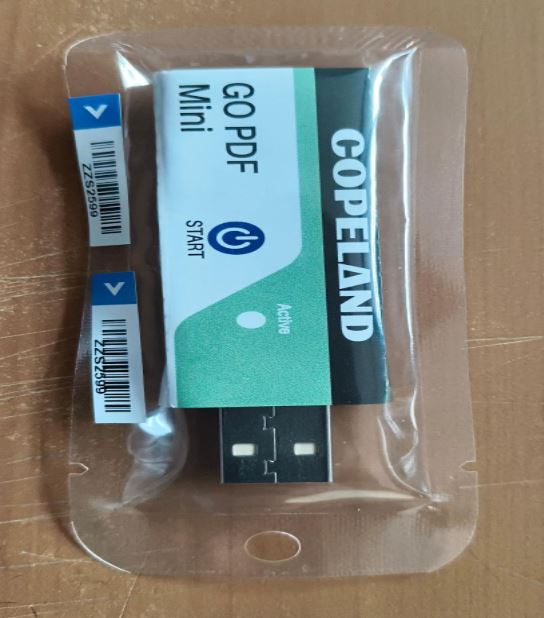 COPELAND
GO PDF
Mini
START
Active
ZZS2599
ZZS2599